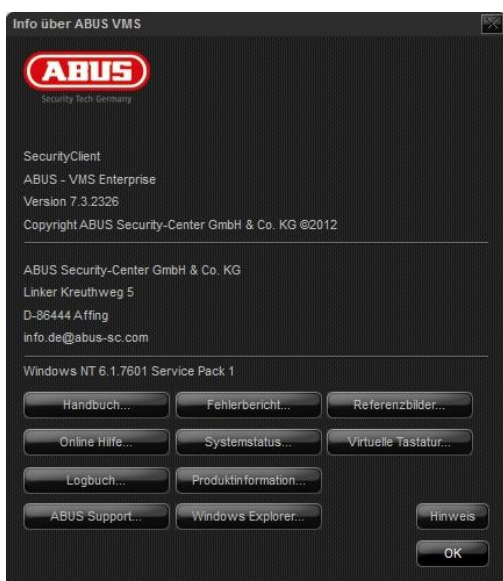 Info über ABUS VMS
ABUS
Security Tech Germany
SecurityClient
ABUS - VMS Enterprise
Version 7.3.2326
Copyright ABUS Security-Center GmbH & Co. KG ©2012
ABUS Security-Center GmbH & Co. KG
Linker Kreuthweg 5
D-86444 Affing
info.de@abus-sc.com
Windows NT 6.1.7601 Service Pack 1
Handbuch... Fehlerbericht... Referenzbilder...
Online Hilfe... Systemstatus... Virtuelle Tastatur...
Logbuch... Produktinformation...
ABUS Support... Windows Explorer... Hinweis
OK